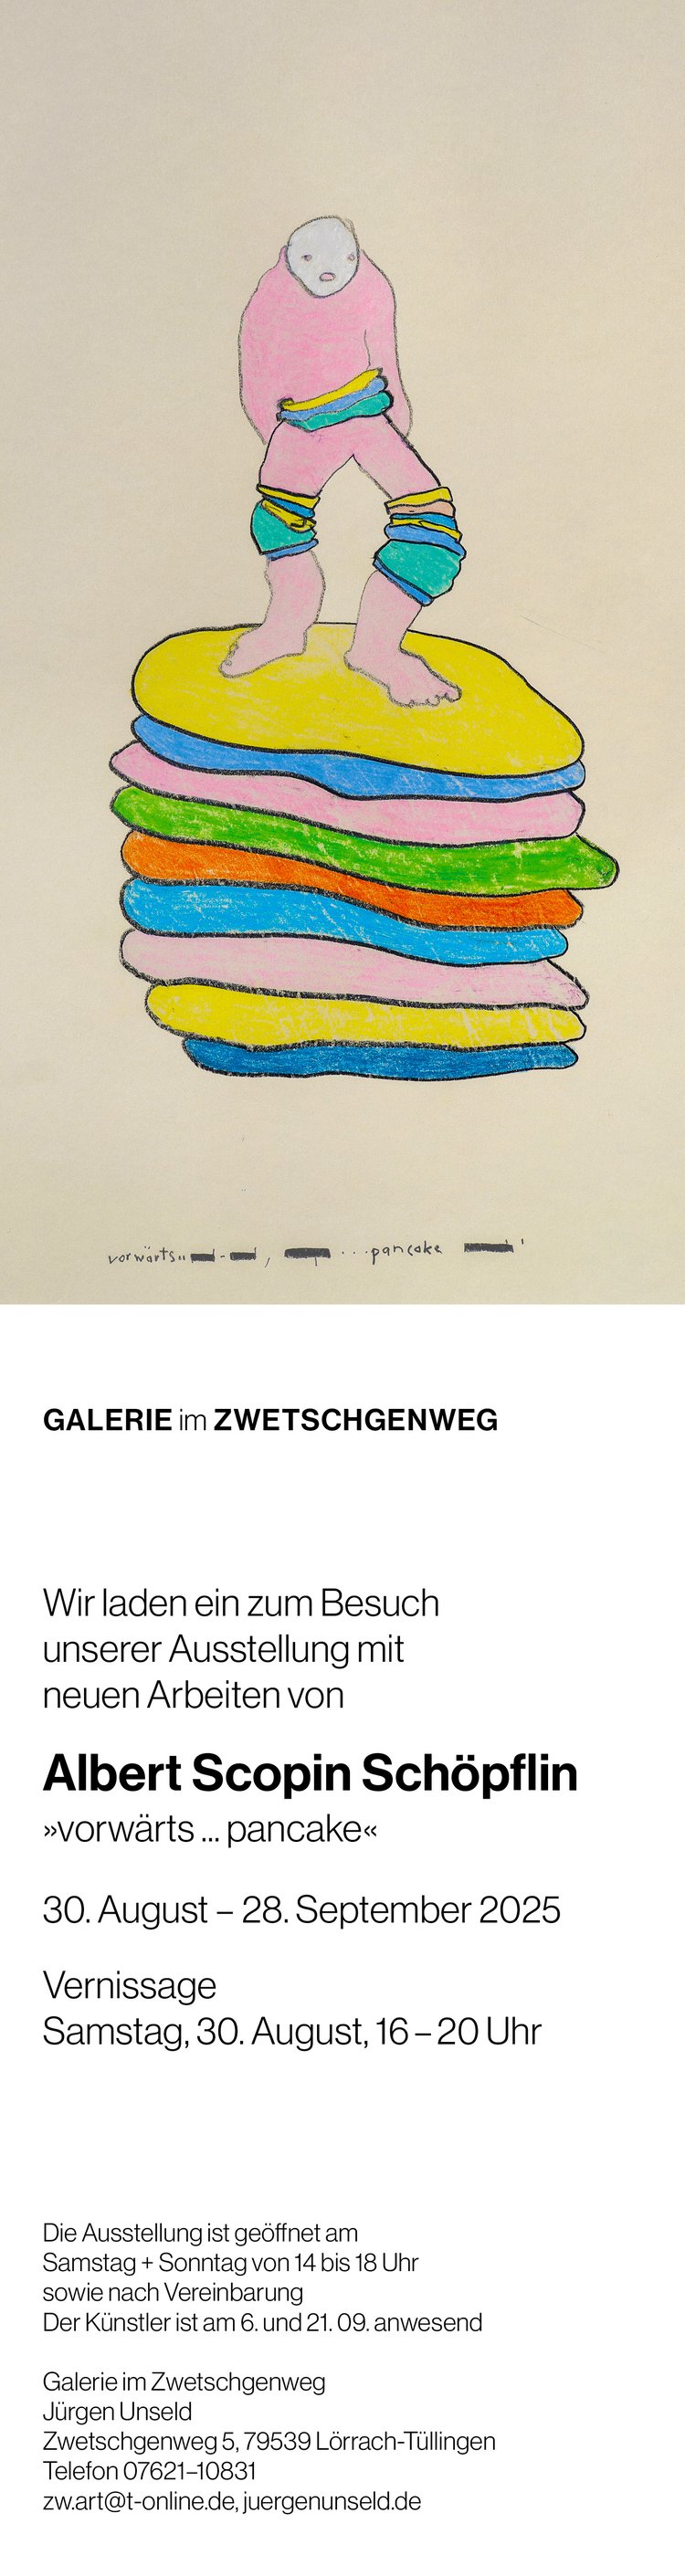 vorwärts.. - , ...pancake '
GALERIE im ZWETSCHGENWEG
Wir laden ein zum Besuch
unserer Ausstellung mit
neuen Arbeiten von
Albert Scopin Schöpflin
»vorwärts ... pancake«
30. August – 28. September 2025
Vernissage
Samstag, 30. August, 16 – 20 Uhr
Die Ausstellung ist geöffnet am
Samstag + Sonntag von 14 bis 18 Uhr
sowie nach Vereinbarung
Der Künstler ist am 6. und 21. 09. anwesend
Galerie im Zwetschgenweg
Jürgen Unseld
Zwetschgenweg 5, 79539 Lörrach-Tüllingen
Telefon 07621–10831
zw.art@t-online.de, juergenunseld.de